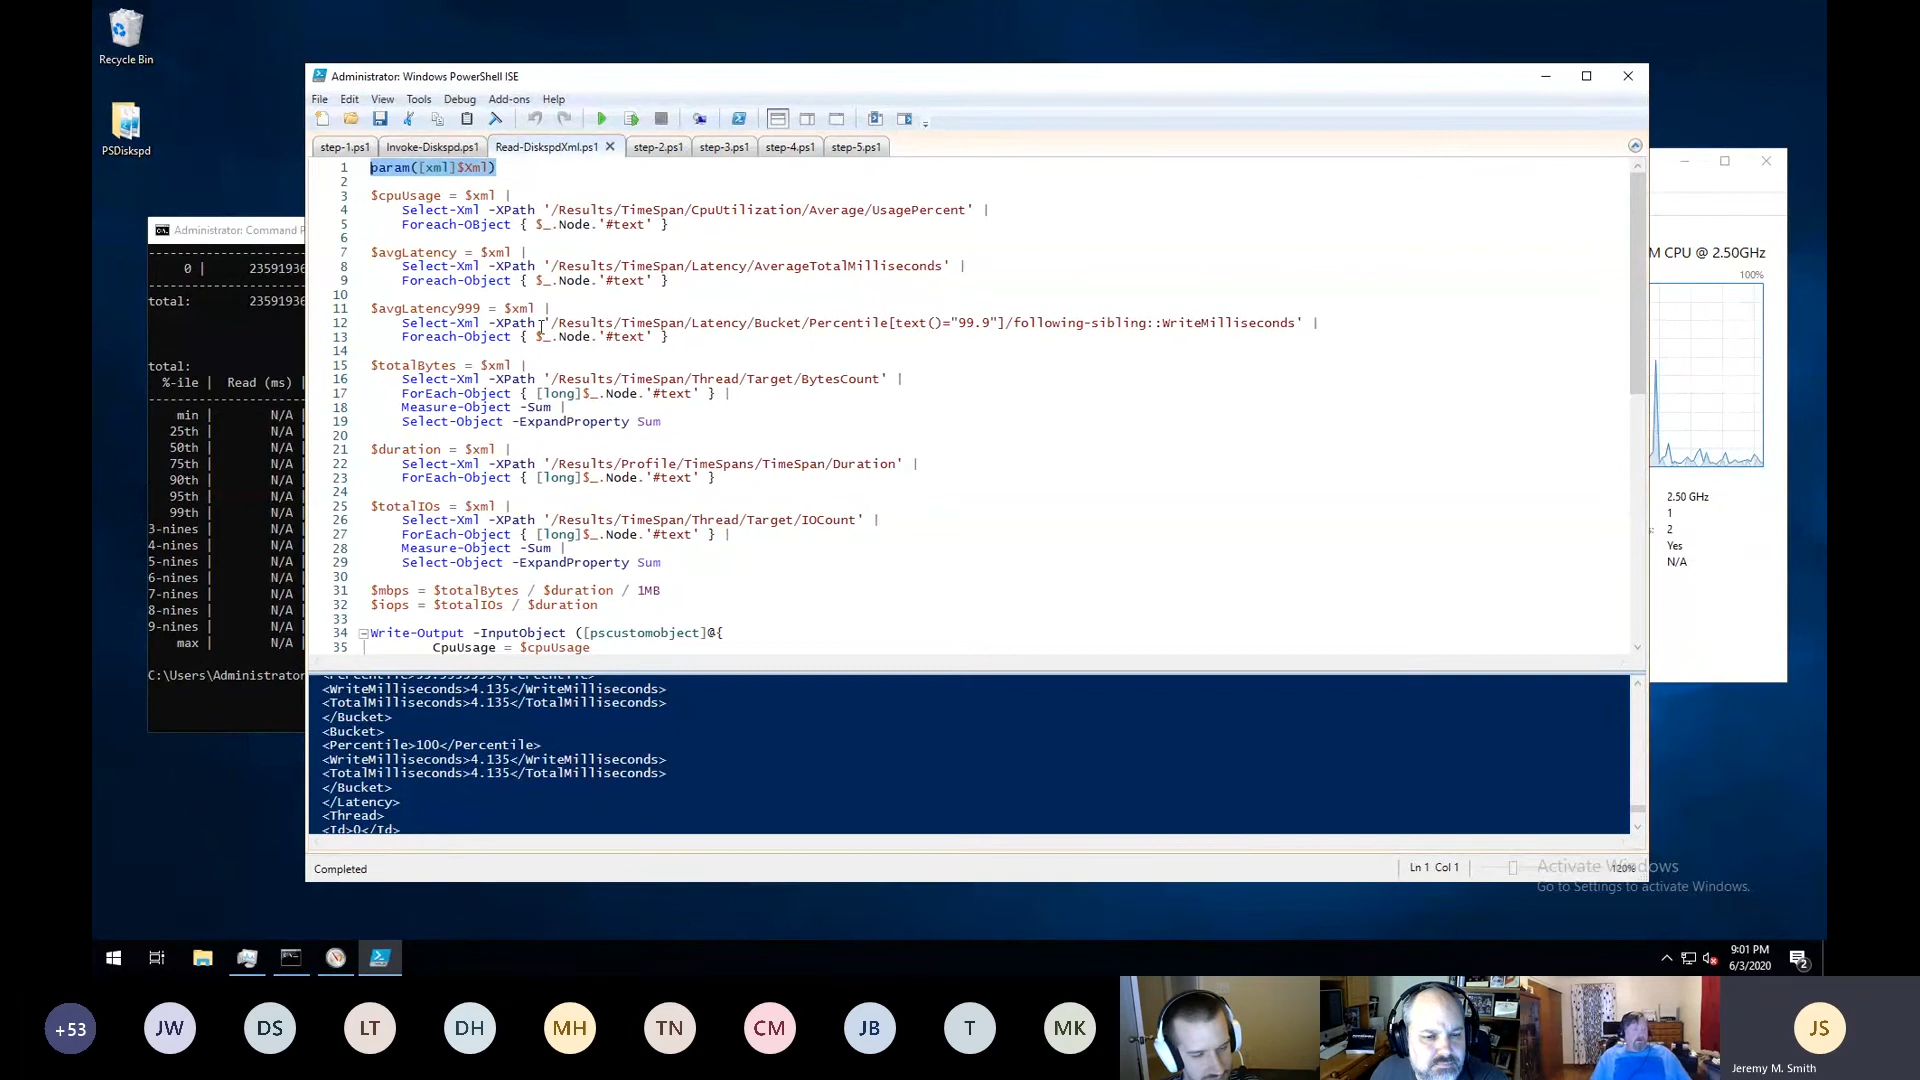 Recycle Bin
PSDiskspd
Administrator: Windows PowerShell ISE
File Edit View Tools Debug Add-ons Help
step-1.ps1 Invoke-Diskspd.ps1 Read-DiskspdXml.ps1 step-2.ps1 step-3.ps1 step-4.ps1 step-5.ps1
1 param([xml]$Xml)
2
3 $cpuUsage = $xml |
4 Select-Xml -XPath '/Results/TimeSpan/CpuUtilization/Average/UsagePercent' |
5 Foreach-OBject { $_.Node.'#text' }
6
7 $avgLatency = $xml |
8 Select-Xml -XPath '/Results/TimeSpan/Latency/AverageTotalMilliseconds' |
9 Foreach-Object { $_.Node.'#text' }
10
11 $avgLatency999 = $xml |
12 Select-Xml -XPath '/Results/TimeSpan/Latency/Bucket/Percentile[text()="99.9"]/following-sibling::WriteMilliseconds' |
13 Foreach-Object { $_.Node.'#text' }
14
15 $totalBytes = $xml |
16 Select-Xml -XPath '/Results/TimeSpan/Thread/Target/BytesCount' |
17 ForEach-Object { [long]$_.Node.'#text' } |
18 Measure-Object -Sum |
19 Select-Object -ExpandProperty Sum
20
21 $duration = $xml |
22 Select-Xml -XPath '/Results/Profile/TimeSpans/TimeSpan/Duration' |
23 ForEach-Object { [long]$_.Node.'#text' }
24
25 $totalIOs = $xml |
26 Select-Xml -XPath '/Results/TimeSpan/Thread/Target/IOCount' |
27 ForEach-Object { [long]$_.Node.'#text' } |
28 Measure-Object -Sum |
29 Select-Object -ExpandProperty Sum
30
31 $mbps = $totalBytes / $duration / 1MB
32 $iops = $totalIOs / $duration
33
34 Write-Output -InputObject ([pscustomobject]@{
35 CpuUsage = $cpuUsage
<WriteMilliseconds>4.135</WriteMilliseconds>
<TotalMilliseconds>4.135</TotalMilliseconds>
</Bucket>
<Bucket>
<Percentile>100</Percentile>
<WriteMilliseconds>4.135</WriteMilliseconds>
<TotalMilliseconds>4.135</TotalMilliseconds>
</Bucket>
</Latency>
<Thread>
<Id>0</Id>
Completed
Ln 1 Col 1
120%
Administrator: Command P
0 | 23591936
total: 23591936
total:
%-ile | Read (ms) |
min | N/A |
25th | N/A |
50th | N/A |
75th | N/A |
90th | N/A |
95th | N/A |
99th | N/A |
3-nines | N/A |
4-nines | N/A |
5-nines | N/A |
6-nines | N/A |
7-nines | N/A |
8-nines | N/A |
9-nines | N/A |
max | N/A |
C:\Users\Administrator
M CPU @ 2.50GHz
100%
2.50 GHz
1
2
Yes
N/A
Activate Windows
Go to Settings to activate Windows.
9:01 PM
6/3/2020
2
+53 JW DS LT DH MH TN CM JB T MK JS
Jeremy M. Smith